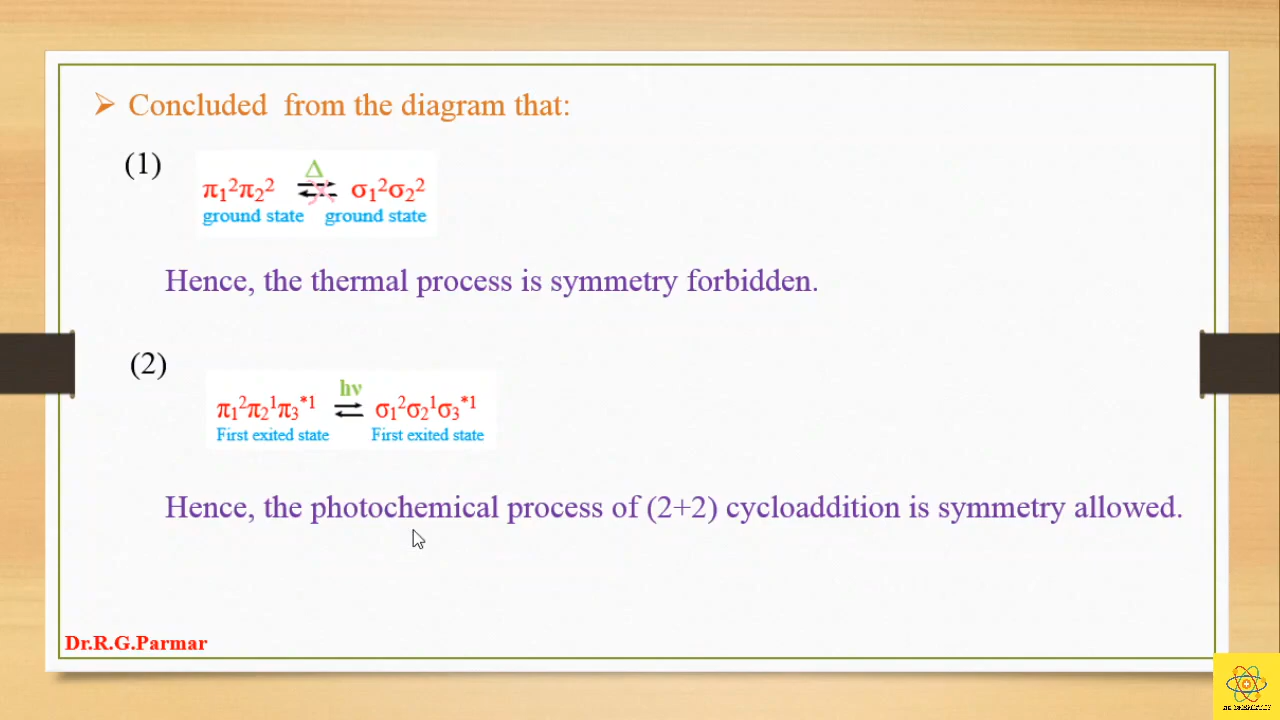 ➢ Concluded from the diagram that:
(1)
Δ
π₁²π₂² ⇌ σ₁²σ₂²
ground state ground state
Hence, the thermal process is symmetry forbidden.
(2)
hν
π₁²π₂¹π₃*¹ ⇌ σ₁²σ₂¹σ₃*¹
First exited state First exited state
Hence, the photochemical process of (2+2) cycloaddition is symmetry allowed.
Dr.R.G.Parmar